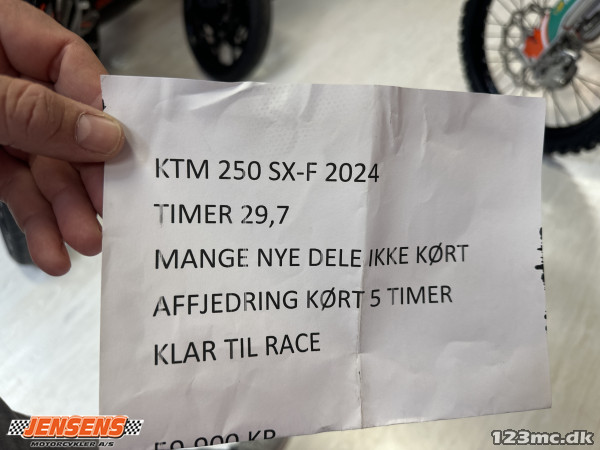 KTM 250 SX-F 2024
TIMER 29,7
MANGE NYE DELE IKKE KØRT
AFFJEDRING KØRT 5 TIMER
KLAR TIL RACE
JENSENS
MOTORCYKLER A/S
123mc.dk